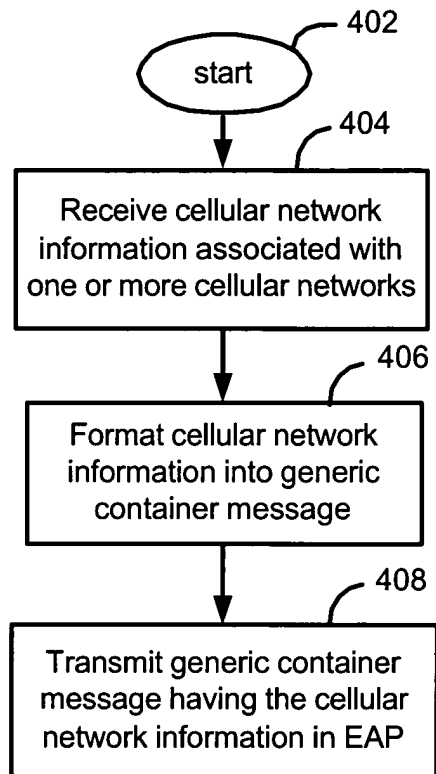 402
start
404
Receive cellular network
information associated with
one or more cellular networks
406
Format cellular network
information into generic
container message
408
Transmit generic container
message having the cellular
network information in EAP